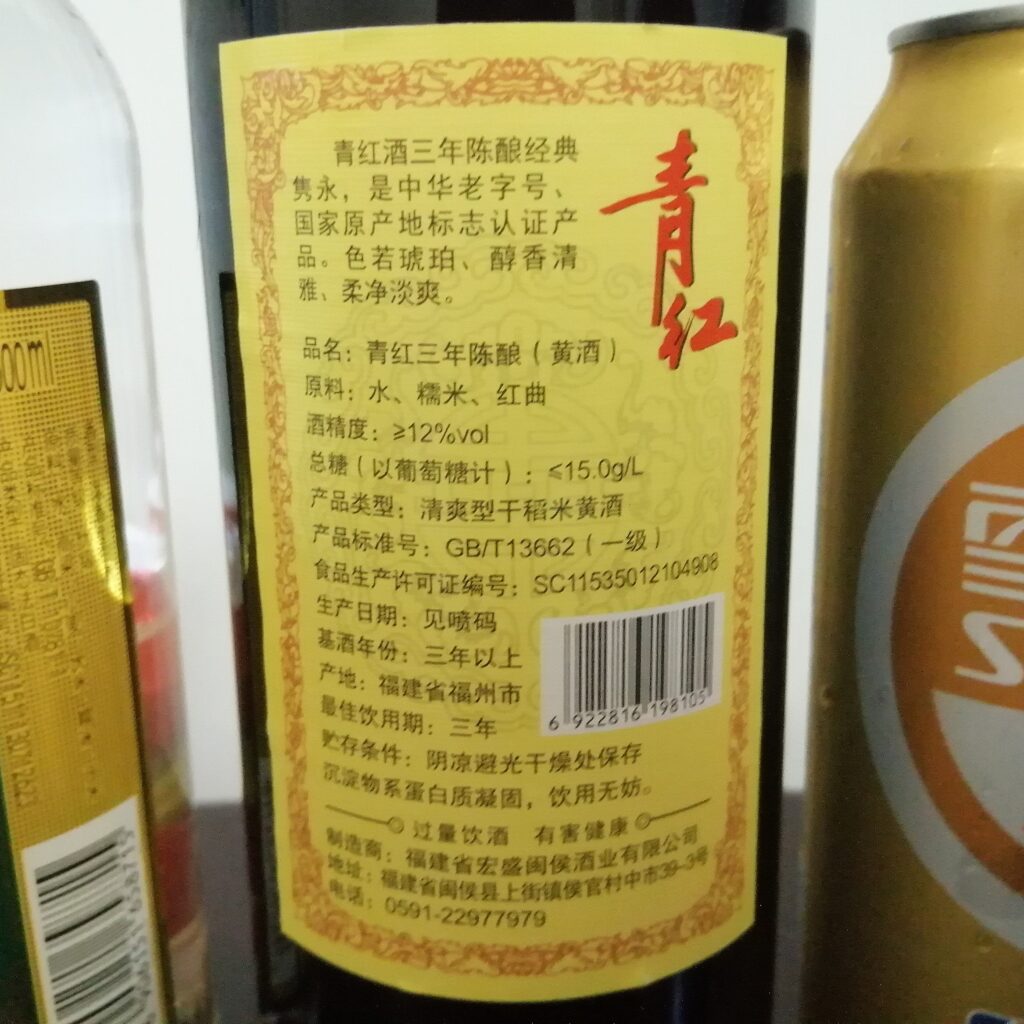 青红酒三年陈酿经典
隽永，是中华老字号、
国家原产地标志认证产
品。色若琥珀、醇香清
雅、柔净淡爽。
青红
品名：青红三年陈酿（黄酒）
原料：水、糯米、红曲
酒精度：≥12%vol
总糖（以葡萄糖计）：≤15.0g/L
产品类型：清爽型干稻米黄酒
产品标准号：GB/T13662（一级）
食品生产许可证编号：SC11535012104908
生产日期：见喷码
基酒年份：三年以上
产地：福建省福州市
最佳饮用期：三年
贮存条件：阴凉避光干燥处保存
沉淀物系蛋白质凝固，饮用无妨。
6 922816 198105
过量饮酒 有害健康
制造商：福建省宏盛闽侯酒业有限公司
地址：福建省闽侯县上街镇侯官村中市39-3号
电话：0591-22977979
00ml